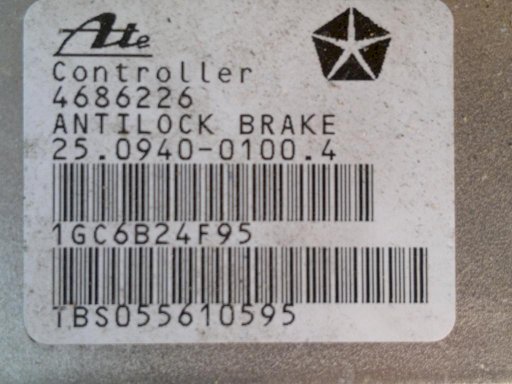 Ate
Controller
4686226
ANTILOCK BRAKE
25.0940-0100.4
1GC6B24F95
TBS055610595